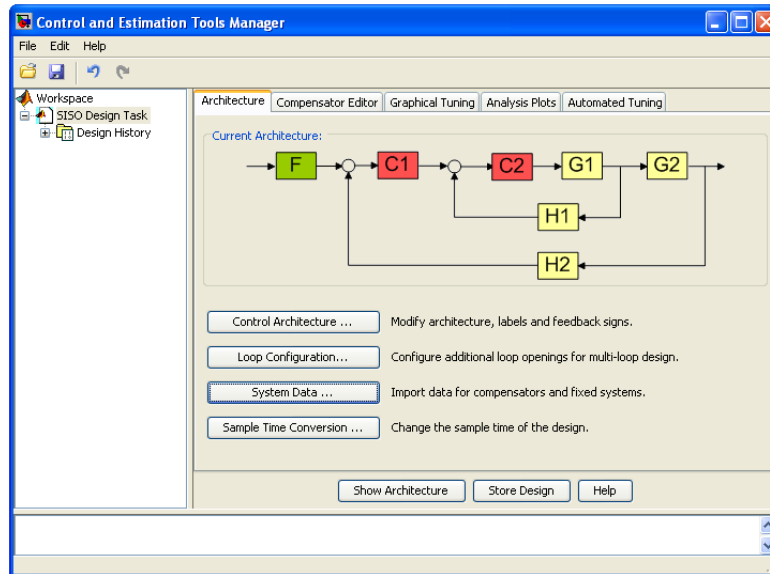 Control and Estimation Tools Manager
File Edit Help
Workspace
SISO Design Task
Design History
Architecture Compensator Editor Graphical Tuning Analysis Plots Automated Tuning
Current Architecture:
F C1 C2 G1 G2
H1
H2
Control Architecture ... Modify architecture, labels and feedback signs.
Loop Configuration... Configure additional loop openings for multi-loop design.
System Data ... Import data for compensators and fixed systems.
Sample Time Conversion ... Change the sample time of the design.
Show Architecture Store Design Help